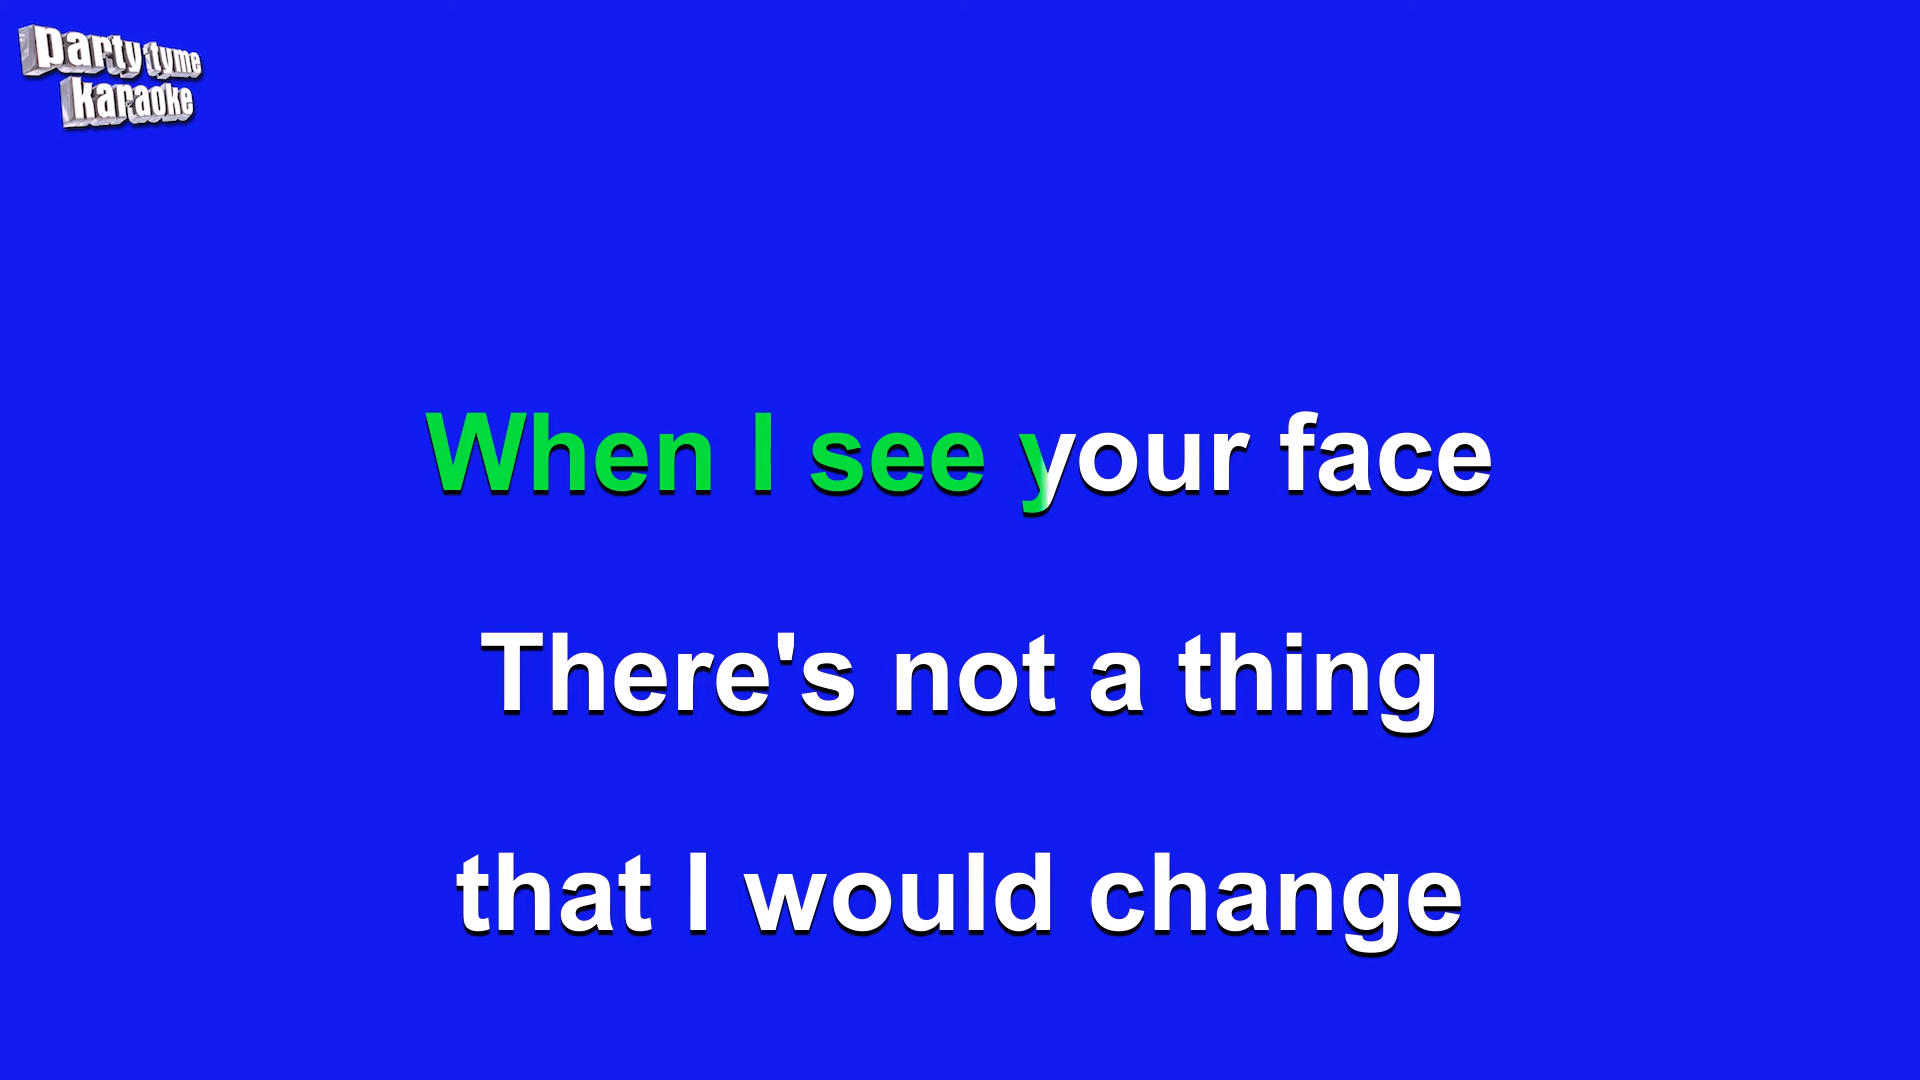 party tyme
karaoke
When I see your face
There's not a thing
that I would change